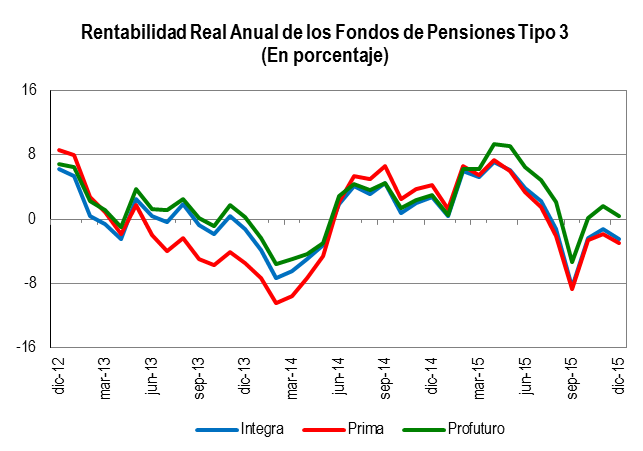 Rentabilidad Real Anual de los Fondos de Pensiones Tipo 3
(En porcentaje)
16
8
0
-8
-16
dic-12
mar-13
jun-13
sep-13
dic-13
mar-14
jun-14
sep-14
dic-14
mar-15
jun-15
sep-15
dic-15
Integra
Prima
Profuturo